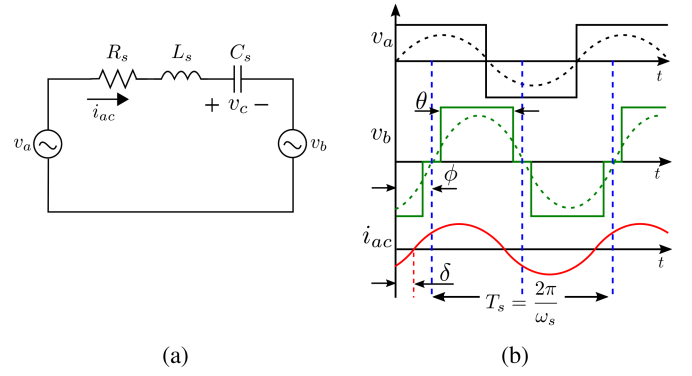 R_s L_s C_s
i_ac + v_c −
v_a v_b
(a)
v_a t
θ
v_b t
ϕ
i_ac t
δ
T_s = 2π/ω_s
(b)